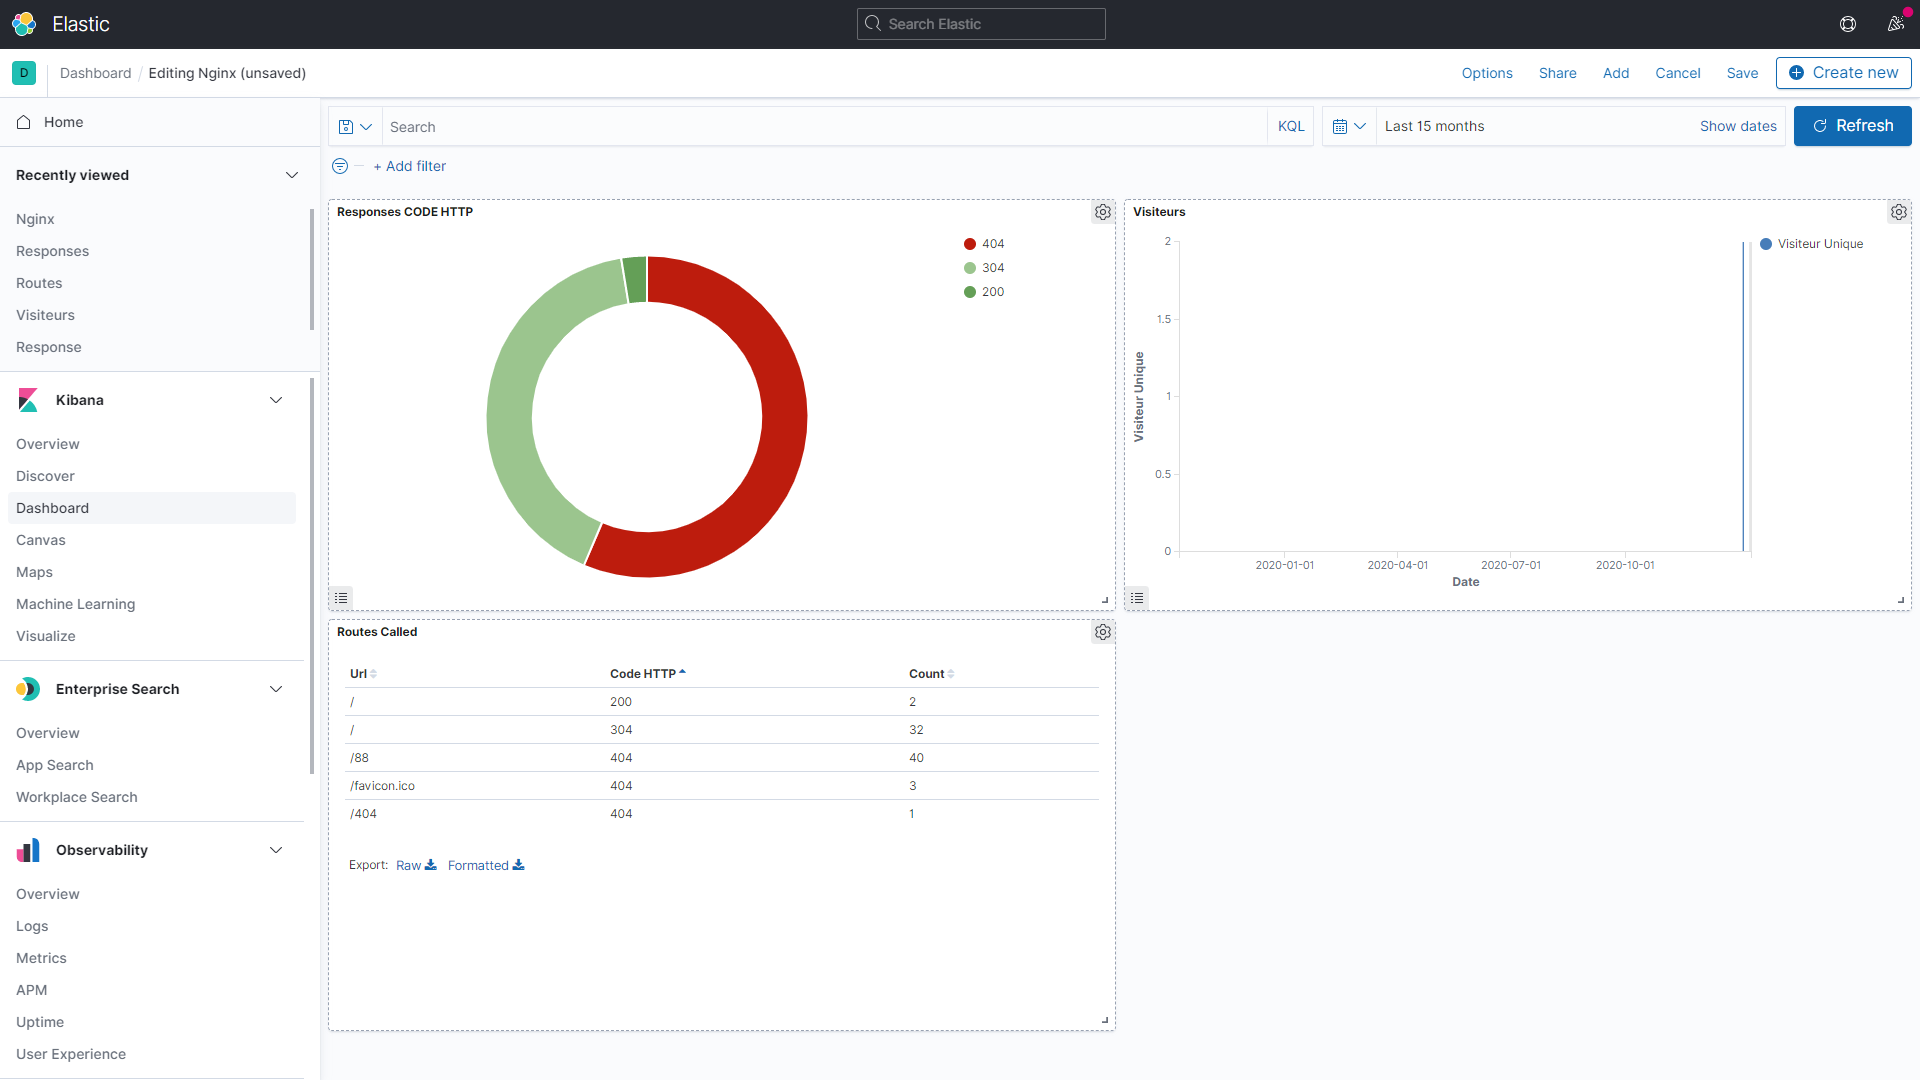 Elastic
Search Elastic
D
Dashboard / Editing Nginx (unsaved)
Options Share Add Cancel Save Create new
Home
Recently viewed
Nginx
Responses
Routes
Visiteurs
Response
Kibana
Overview
Discover
Dashboard
Canvas
Maps
Machine Learning
Visualize
Enterprise Search
Overview
App Search
Workplace Search
Observability
Overview
Logs
Metrics
APM
Uptime
User Experience
Search KQL Last 15 months Show dates Refresh
+ Add filter
Responses CODE HTTP
404
304
200
Visiteurs
Visiteur Unique
2
1.5
1
0.5
0
Visiteur Unique
2020-01-01 2020-04-01 2020-07-01 2020-10-01
Date
Routes Called
Url Code HTTP Count
/ 200 2
/ 304 32
/88 404 40
/favicon.ico 404 3
/404 404 1
Export: Raw Formatted